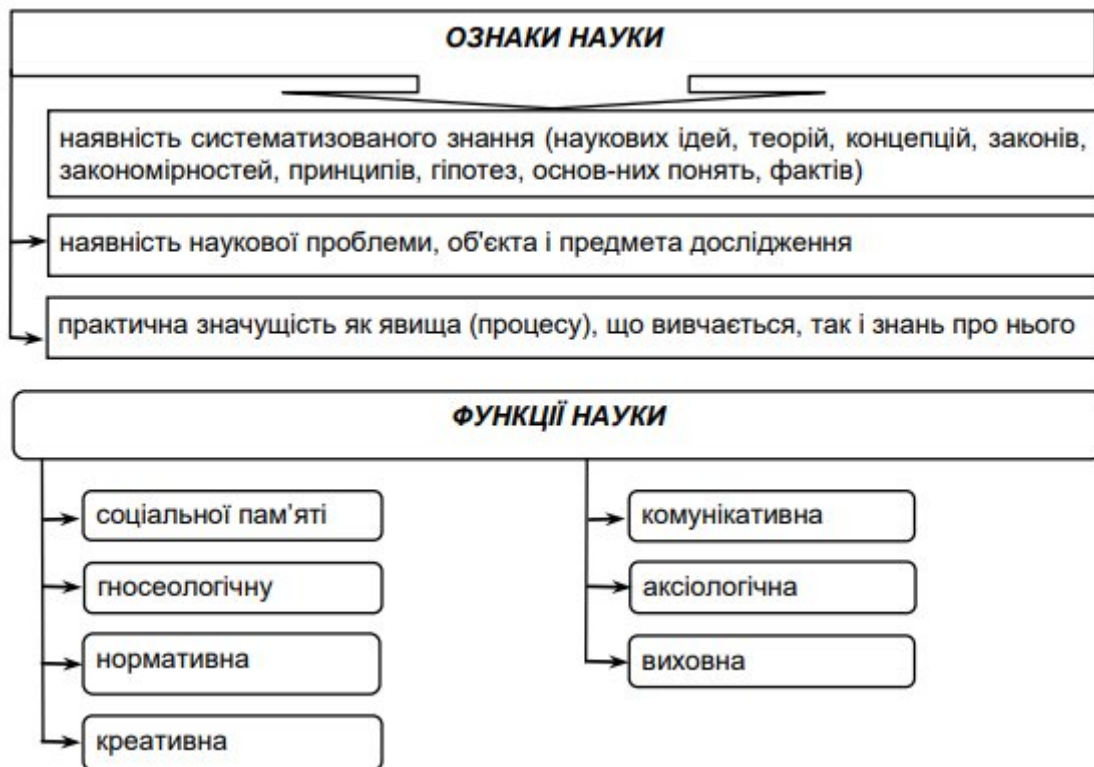 ОЗНАКИ НАУКИ
наявність систематизованого знання (наукових ідей, теорій, концепцій, законів,
закономірностей, принципів, гіпотез, основ-них понять, фактів)
наявність наукової проблеми, об'єкта і предмета дослідження
практична значущість як явища (процесу), що вивчається, так і знань про нього
ФУНКЦІЇ НАУКИ
соціальної пам’яті
гносеологічну
нормативна
креативна
комунікативна
аксіологічна
виховна